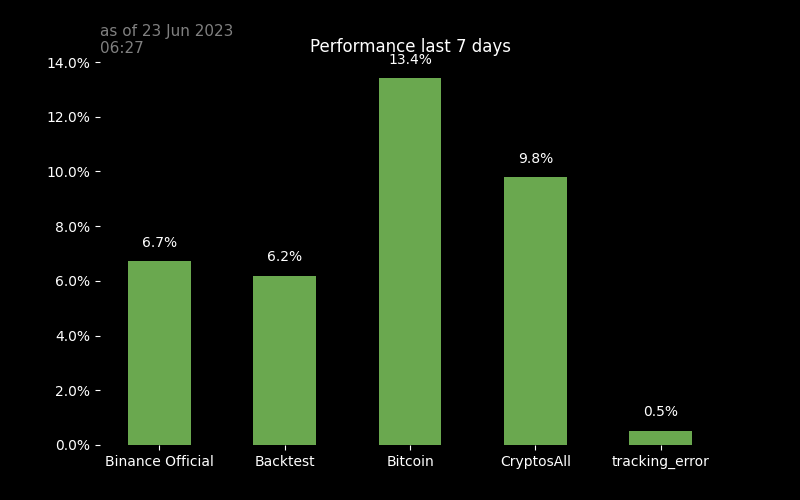 as of 23 Jun 2023
06:27
Performance last 7 days
14.0%
12.0%
10.0%
8.0%
6.0%
4.0%
2.0%
0.0%
6.7%
6.2%
13.4%
9.8%
0.5%
Binance Official
Backtest
Bitcoin
CryptosAll
tracking_error